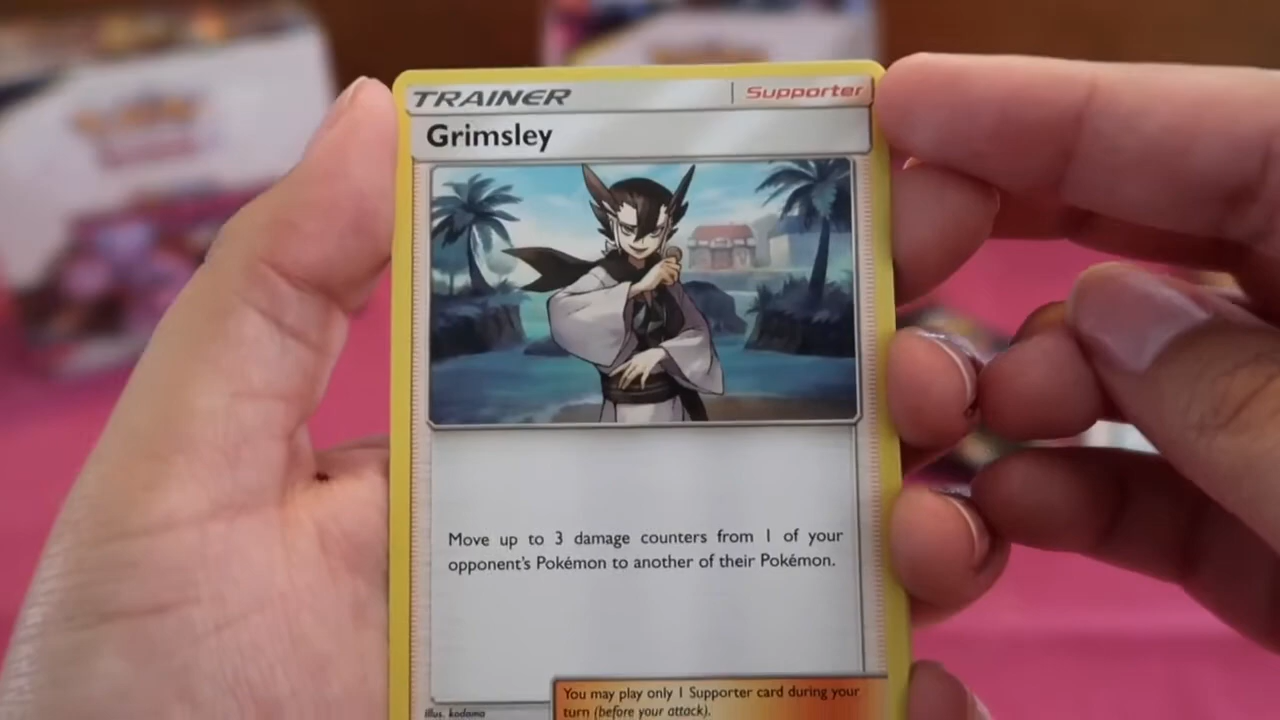 TRAINER
Supporter
Grimsley
Move up to 3 damage counters from 1 of your
opponent's Pokémon to another of their Pokémon.
You may play only 1 Supporter card during your
turn (before your attack).
Illus. kodama